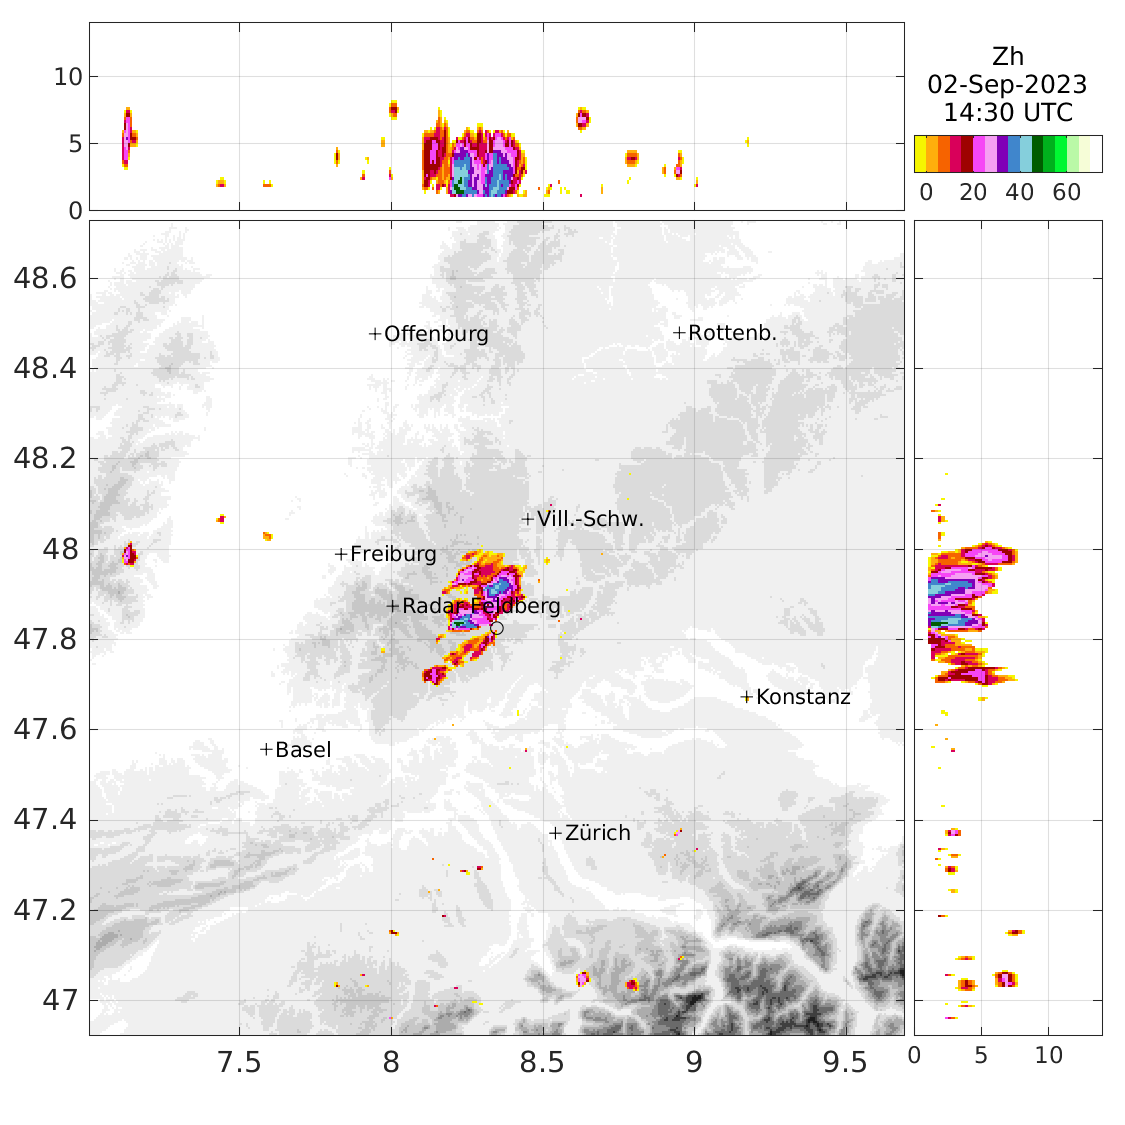 10
5
0
Zh
02-Sep-2023
14:30 UTC
0 20 40 60
48.6
48.4
48.2
48
47.8
47.6
47.4
47.2
47
Offenburg
Rottenb.
Vill.-Schw.
Freiburg
Radar Feldberg
Konstanz
Basel
Zürich
7.5 8 8.5 9 9.5
0 5 10